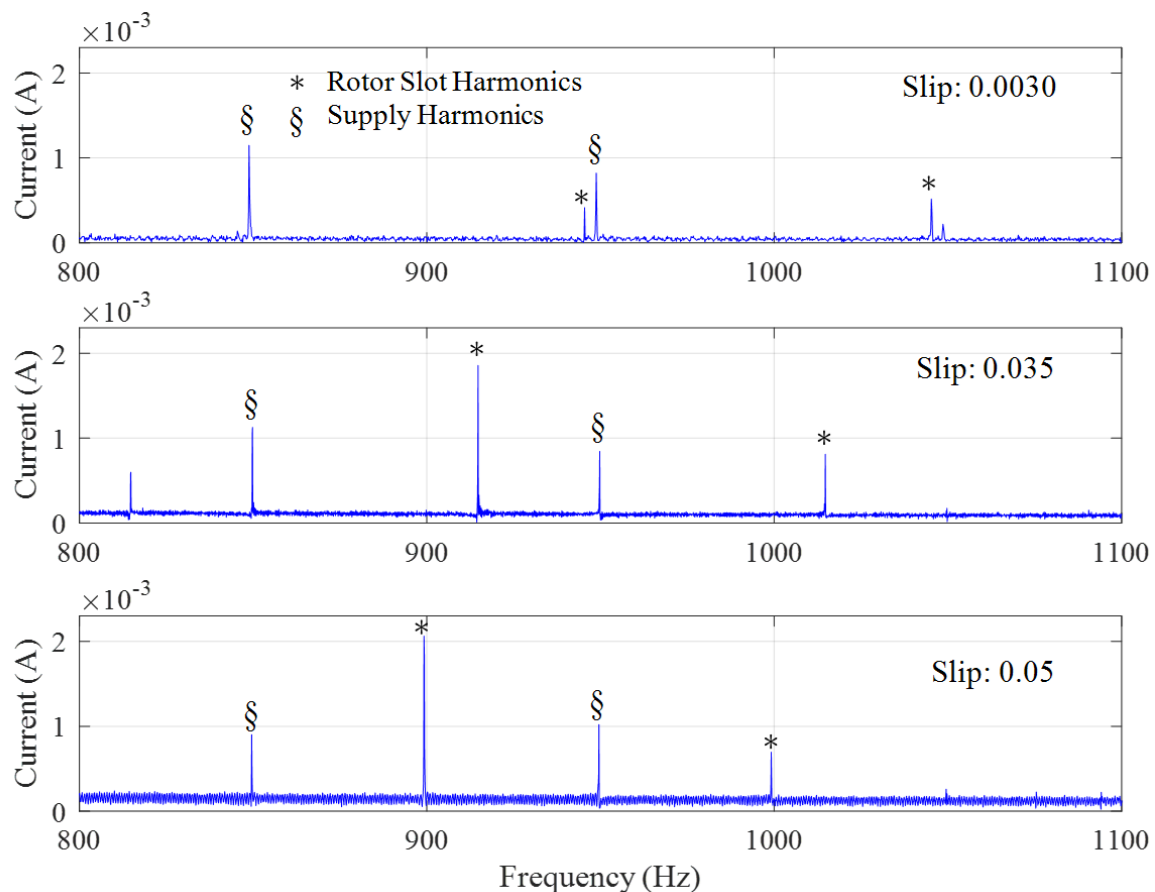 ×10⁻³
Current (A)
2
1
0
* Rotor Slot Harmonics
§ Supply Harmonics
Slip: 0.0030
§
*
§
*
800 900 1000 1100
×10⁻³
Current (A)
2
1
0
Slip: 0.035
§
*
§
*
800 900 1000 1100
×10⁻³
Current (A)
2
1
0
Slip: 0.05
§
*
§
*
800 900 1000 1100
Frequency (Hz)